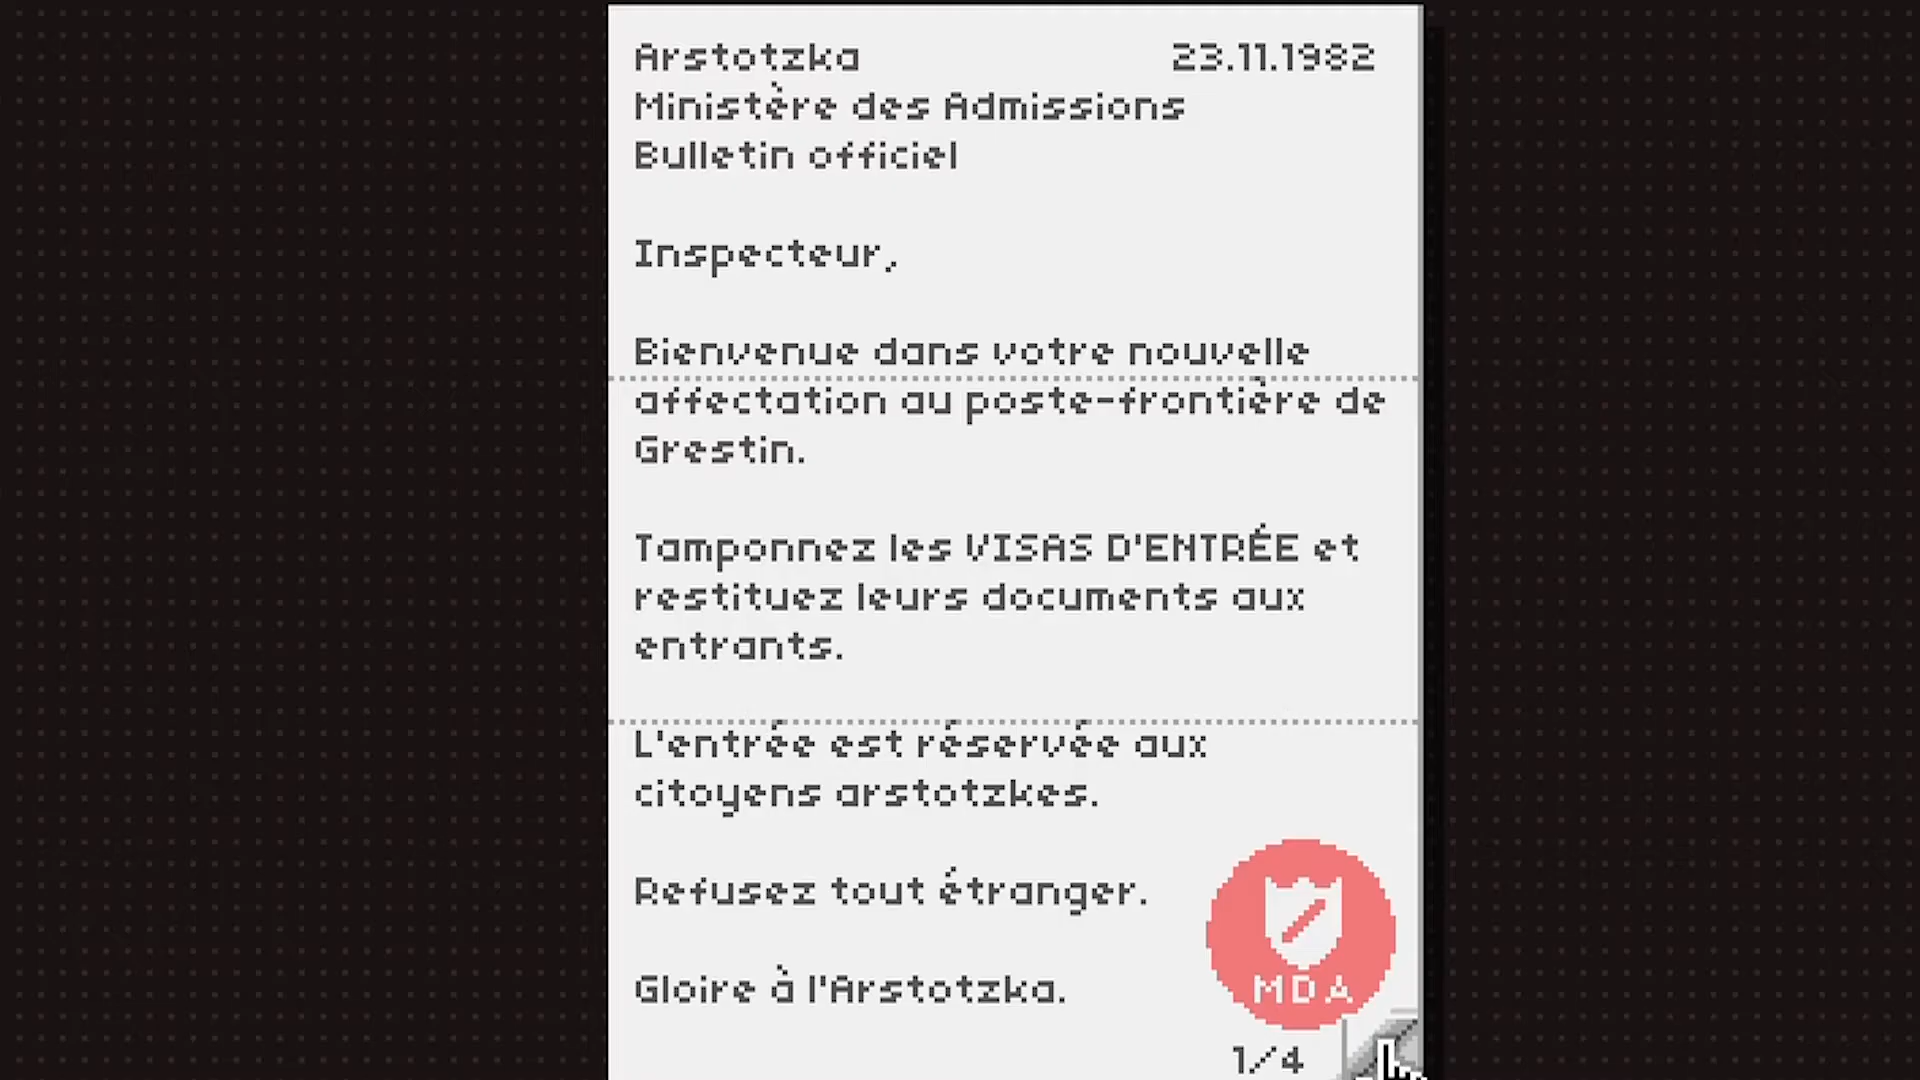 Arstotzka 23.11.1982
Ministère des Admissions
Bulletin officiel
Inspecteur,
Bienvenue dans votre nouvelle
affectation au poste-frontière de
Grestin.
Tamponnez les VISAS D'ENTRÉE et
restituez leurs documents aux
entrants.
L'entrée est réservée aux
citoyens arstotzkes.
Refusez tout étranger.
Gloire à l'Arstotzka.
MDA
1/4